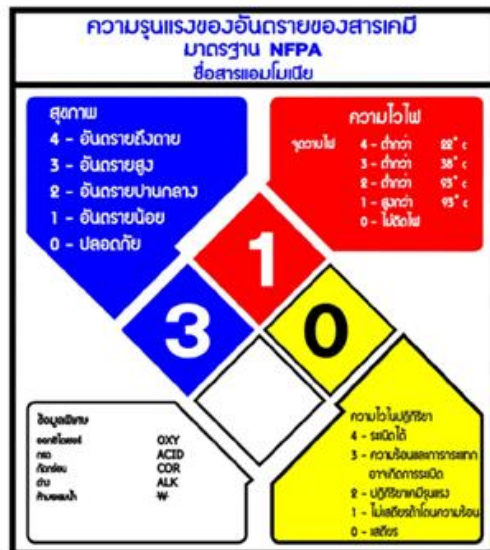 ความรุนแรงของอันตรายของสารเคมี
มาตรฐาน NFPA
ชื่อสารแอมโมเนีย
สุขภาพ
4 - อันตรายถึงตาย
3 - อันตรายสูง
2 - อันตรายปานกลาง
1 - อันตรายน้อย
0 - ปลอดภัย
ความไวไฟ
จุดวาบไฟ 4 - ต่ำกว่า 22° c
3 - ต่ำกว่า 38° c
2 - ต่ำกว่า 93° c
1 - สูงกว่า 93° c
0 - ไม่ติดไฟ
1
3
0
ข้อมูลพิเศษ
ออกซิไดเซอร์ OXY
กรด ACID
กัดกร่อน COR
ด่าง ALK
ห้ามผสมน้ำ W
ความไวในปฏิกิริยา
4 - ระเบิดได้
3 - ความร้อนและการกระแทก
อาจเกิดการระเบิด
2 - ปฏิกิริยาเคมีรุนแรง
1 - ไม่เสถียรถ้าโดนความร้อน
0 - เสถียร